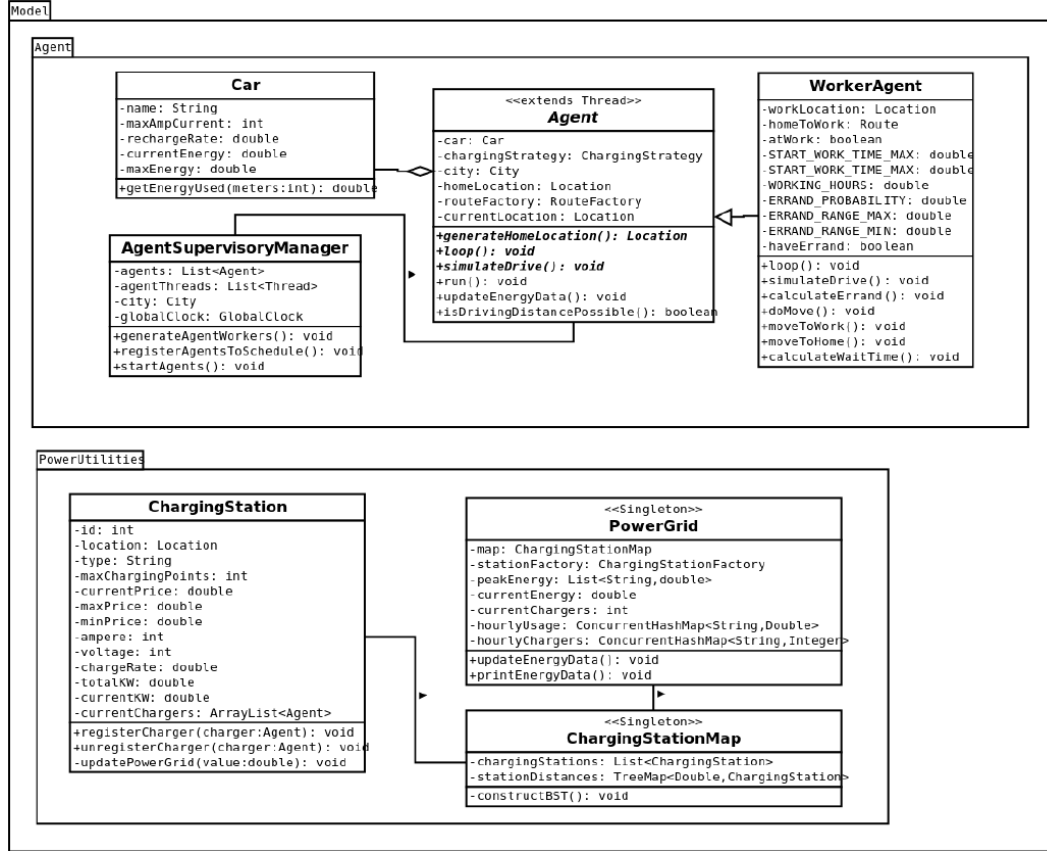 Model
Agent
Car
-name: String
-maxAmpCurrent: int
-rechargeRate: double
-currentEnergy: double
-maxEnergy: double
+getEnergyUsed(meters:int): double
AgentSupervisoryManager
-agents: List<Agent>
-agentThreads: List<Thread>
-city: City
-globalClock: GlobalClock
+generateAgentWorkers(): void
+registerAgentsToSchedule(): void
+startAgents(): void
<<extends Thread>>
Agent
-car: Car
-chargingStrategy: ChargingStrategy
-city: City
-homeLocation: Location
-routeFactory: RouteFactory
-currentLocation: Location
+generateHomeLocation(): Location
+loop(): void
+simulateDrive(): void
+run(): void
+updateEnergyData(): void
+isDrivingDistancePossible(): boolean
WorkerAgent
-workLocation: Location
-homeToWork: Route
-atWork: boolean
-START_WORK_TIME_MAX: double
-START_WORK_TIME_MAX: double
-WORKING_HOURS: double
-ERRAND_PROBABILITY: double
-ERRAND_RANGE_MAX: double
-ERRAND_RANGE_MIN: double
-haveErrand: boolean
+loop(): void
+simulateDrive(): void
+calculateErrand(): void
+doMove(): void
+moveToWork(): void
+moveToHome(): void
+calculateWaitTime(): void
PowerUtilities
ChargingStation
-id: int
-location: Location
-type: String
-maxChargingPoints: int
-currentPrice: double
-maxPrice: double
-minPrice: double
-ampere: int
-voltage: int
-chargeRate: double
-totalKW: double
-currentKW: double
-currentChargers: ArrayList<Agent>
+registerCharger(charger:Agent): void
+unregisterCharger(charger:Agent): void
-updatePowerGrid(value:double): void
<<Singleton>>
PowerGrid
-map: ChargingStationMap
-stationFactory: ChargingStationFactory
-peakEnergy: List<String,double>
-currentEnergy: double
-currentChargers: int
-hourlyUsage: ConcurrentHashMap<String,Double>
-hourlyChargers: ConcurrentHashMap<String,Integer>
+updateEnergyData(): void
+printEnergyData(): void
<<Singleton>>
ChargingStationMap
-chargingStations: List<ChargingStation>
-stationDistances: TreeMap<Double,ChargingStation>
-constructBST(): void